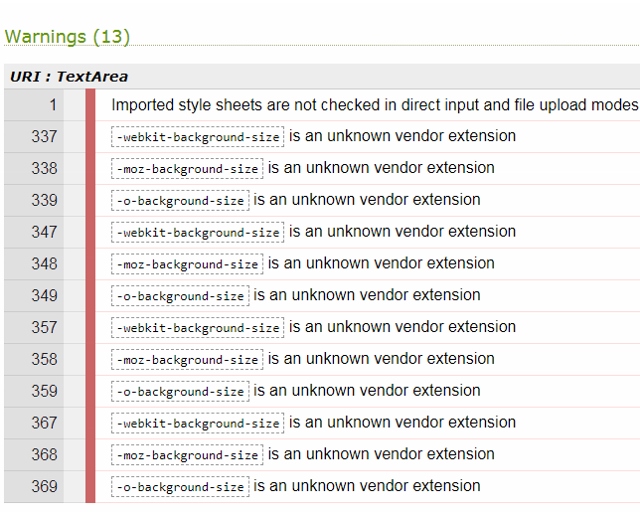 Warnings (13)
URI : TextArea
1 Imported style sheets are not checked in direct input and file upload modes
337 -webkit-background-size is an unknown vendor extension
338 -moz-background-size is an unknown vendor extension
339 -o-background-size is an unknown vendor extension
347 -webkit-background-size is an unknown vendor extension
348 -moz-background-size is an unknown vendor extension
349 -o-background-size is an unknown vendor extension
357 -webkit-background-size is an unknown vendor extension
358 -moz-background-size is an unknown vendor extension
359 -o-background-size is an unknown vendor extension
367 -webkit-background-size is an unknown vendor extension
368 -moz-background-size is an unknown vendor extension
369 -o-background-size is an unknown vendor extension